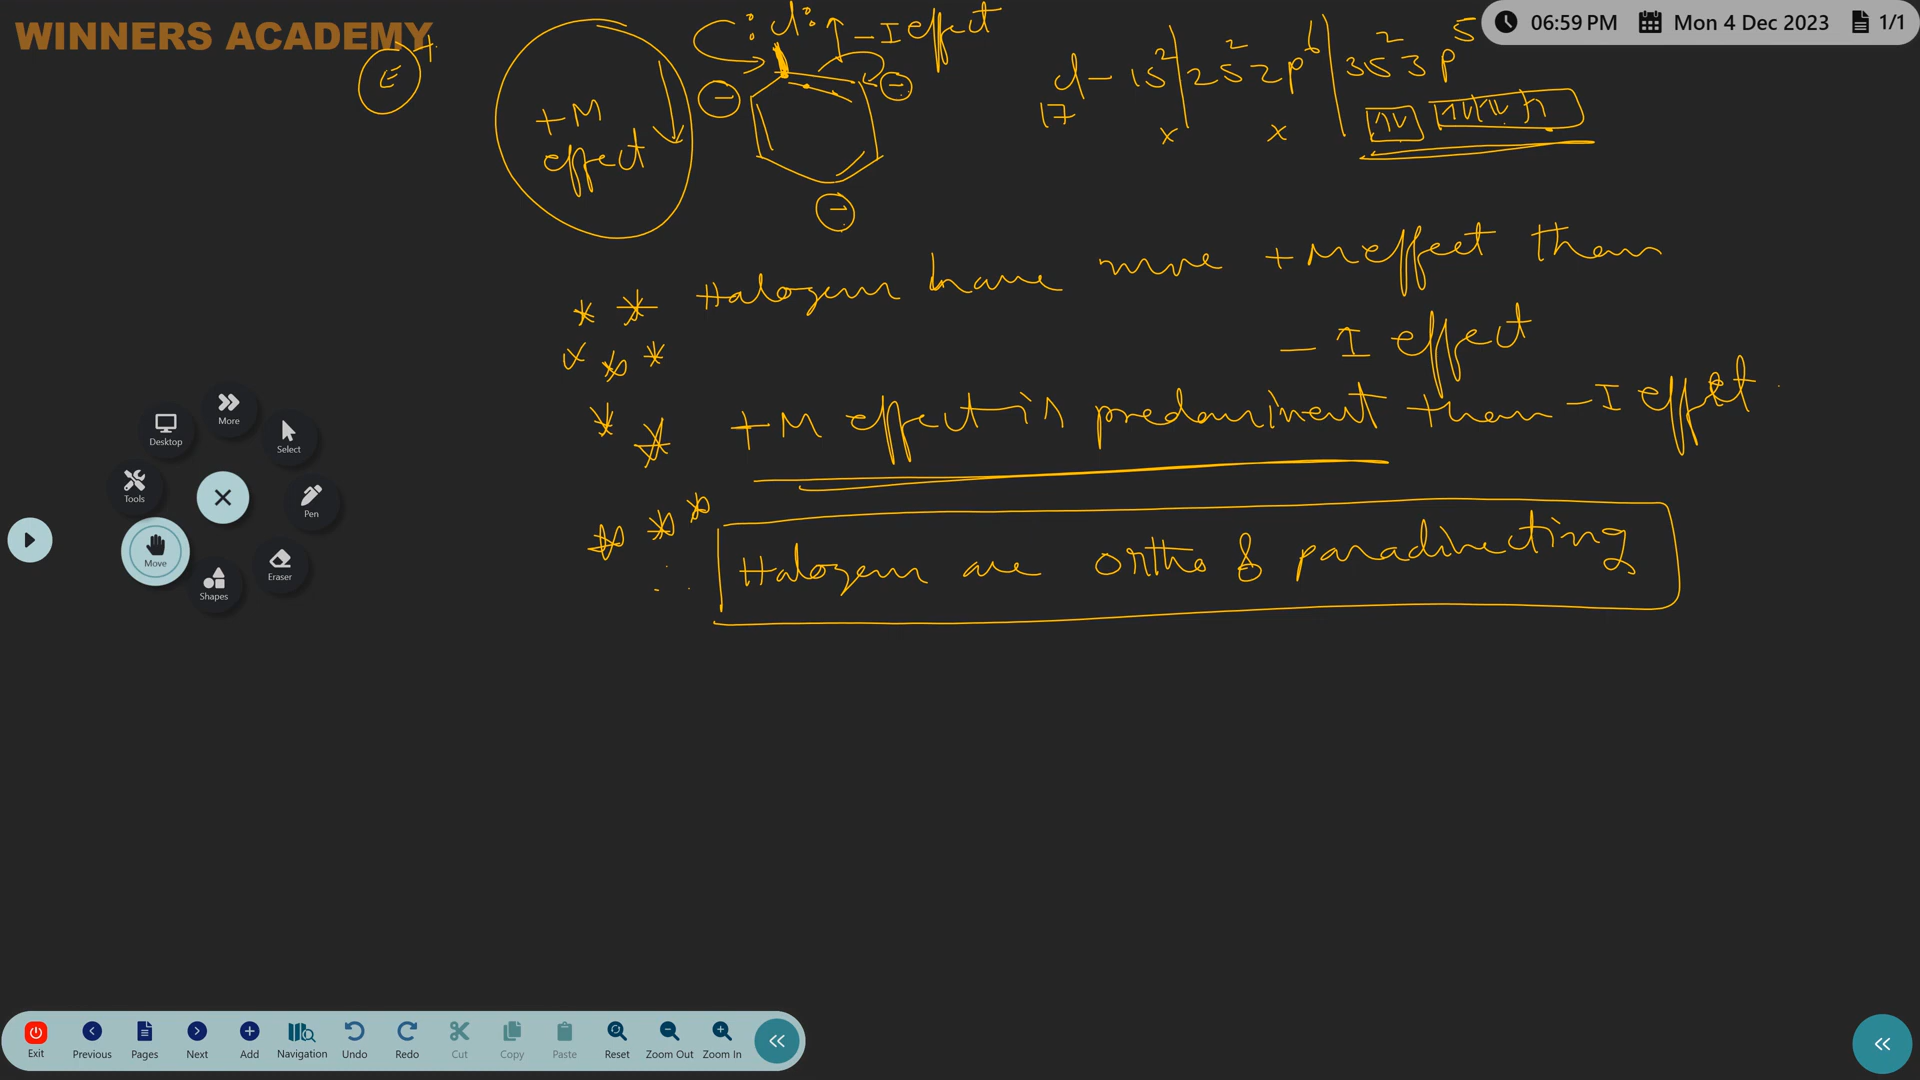 WINNERS ACADEMY
06:59 PM Mon 4 Dec 2023 1/1
E+
+M
effect
:Cl:
-I effect
Cl - 1s2 2s2 2p6 3s2 3p5
17
x x
Halogen have more +M effect then
- I effect
+M effect is predominent then -I effect
Halogen are ortho & paradirecting
More
Desktop
Select
Tools
Pen
Move
Eraser
Shapes
Exit Previous Pages Next Add Navigation Undo Redo Cut Copy Paste Reset Zoom Out Zoom In